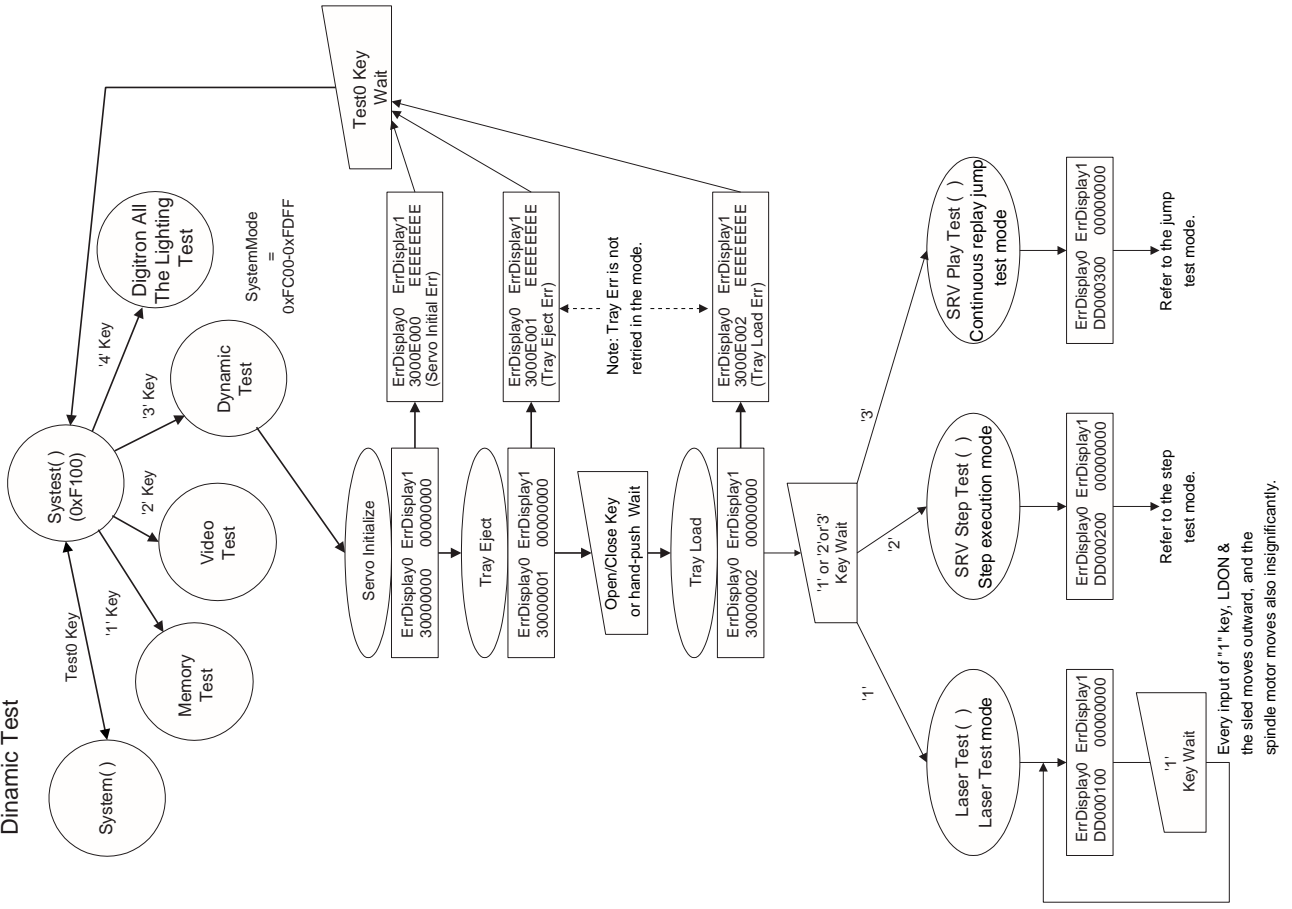 Dinamic Test
System( )
Test0 Key
Systest( )
(0xF100)
'1' Key
'2' Key
'3' Key
'4' Key
Memory
Test
Video
Test
Dynamic
Test
Digitron All
The Lighting
Test
SystemMode
=
0xFC00-0xFDFF
Test0 Key
Wait
Servo Initialize
ErrDisplay0 ErrDisplay1
30000000 00000000
ErrDisplay0 ErrDisplay1
3000E000 EEEEEEEE
(Servo Initial Err)
Tray Eject
ErrDisplay0 ErrDisplay1
30000001 00000000
ErrDisplay0 ErrDisplay1
3000E001 EEEEEEEE
(Tray Eject Err)
Open/Close Key
or hand-push Wait
Note: Tray Err is not
retried in the mode.
Tray Load
ErrDisplay0 ErrDisplay1
30000002 00000000
ErrDisplay0 ErrDisplay1
3000E002 EEEEEEEE
(Tray Load Err)
'1' or '2'or'3'
Key Wait
'1'
'2'
'3'
Laser Test ( )
Laser Test mode
ErrDisplay0 ErrDisplay1
DD000100 00000000
'1'
Key Wait
Every input of "1" key, LDON &
the sled moves outward, and the
spindle motor moves also insignificantly.
SRV Step Test ( )
Step execution mode
ErrDisplay0 ErrDisplay1
DD000200 00000000
Refer to the step
test mode.
SRV Play Test ( )
Continuous replay jump
test mode
ErrDisplay0 ErrDisplay1
DD000300 00000000
Refer to the jump
test mode.